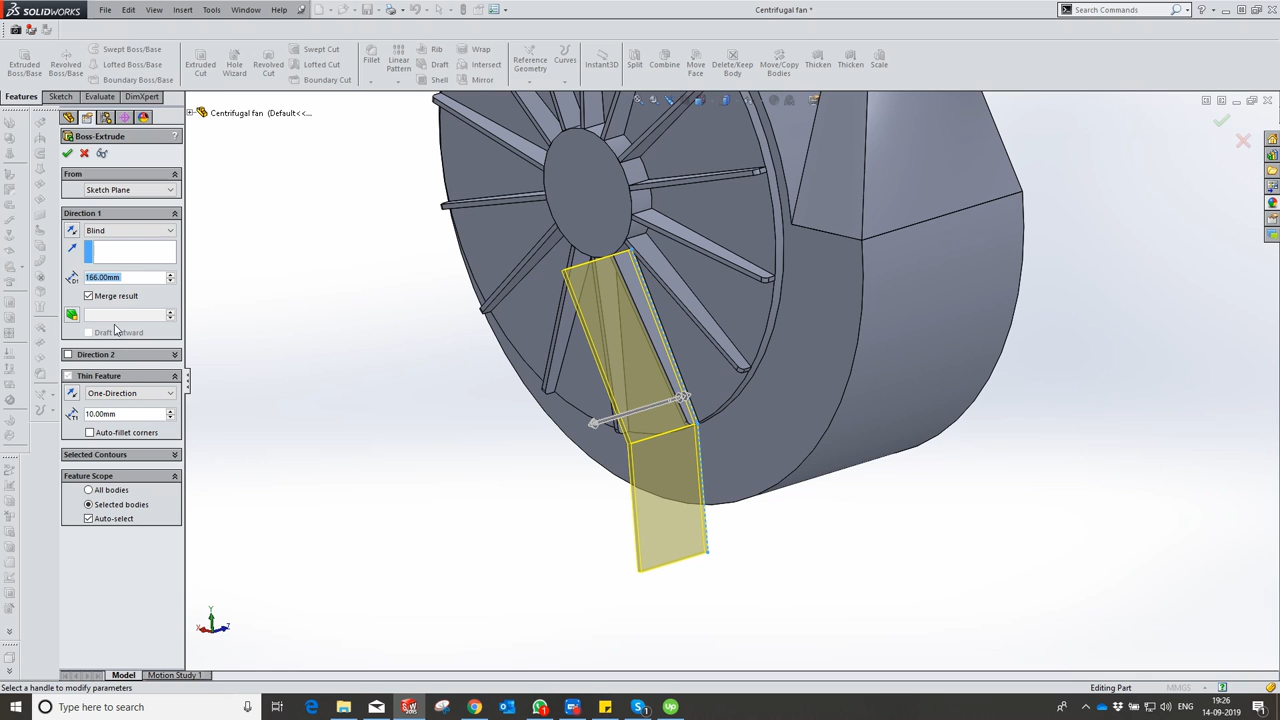 SOLIDWORKS
File Edit View Insert Tools Window Help
Centrifugal fan *
Search Commands
Extruded Boss/Base
Revolved Boss/Base
Swept Boss/Base
Lofted Boss/Base
Boundary Boss/Base
Extruded Cut
Hole Wizard
Revolved Cut
Swept Cut
Lofted Cut
Boundary Cut
Fillet
Linear Pattern
Rib
Draft
Shell
Wrap
Intersect
Mirror
Reference Geometry
Curves
Instant3D
Split
Combine
Move/Copy Bodies
Move Face
Delete/Keep Body
Thicken
Thicken
Scale
Features Sketch Evaluate DimXpert
Centrifugal fan (Default<<...
Boss-Extrude
?
From
Sketch Plane
Direction 1
Blind
166.00mm
Merge result
Draft outward
Direction 2
Thin Feature
One-Direction
10.00mm
Auto-fillet corners
Selected Contours
Feature Scope
All bodies
Selected bodies
Auto-select
Y
X
Z
Model Motion Study 1
Select a handle to modify parameters
Editing Part
MMGS
Type here to search
ENG
19:26
14-09-2019